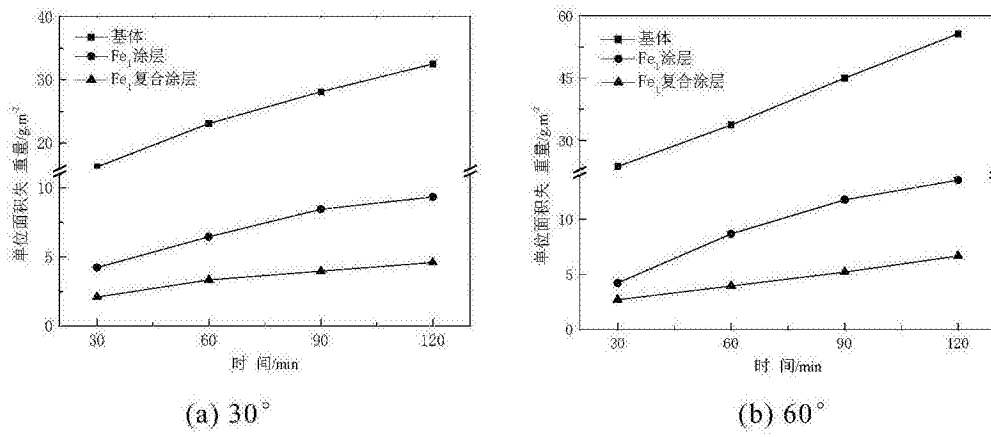 40
30
20
10
5
0
基体
Fe₁涂层
Fe₁复合涂层
单位面积失 重量/g.m⁻²
30 60 90 120
时 间/min
(a) 30°
60
45
30
10
5
0
基体
Fe₁涂层
Fe₁复合涂层
单位面积失 重量/g.m⁻²
30 60 90 120
时 间/min
(b) 60°